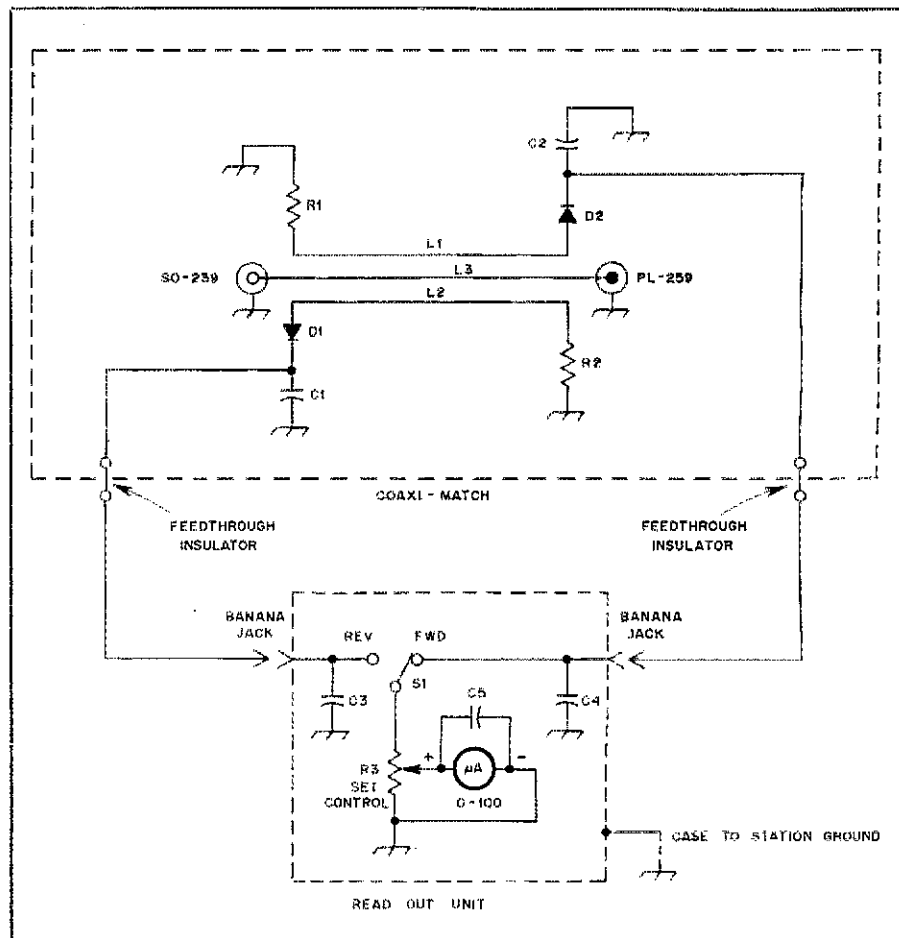 C2
R1
D2
L1
SO-239
L3
PL-259
L2
D1
R2
C1
COAXI-MATCH
FEEDTHROUGH
INSULATOR
FEEDTHROUGH
INSULATOR
BANANA
JACK
REV
FWD
BANANA
JACK
S1
C3
C5
C4
R3
SET
CONTROL
+
µA
-
0-100
CASE TO STATION GROUND
READ OUT UNIT